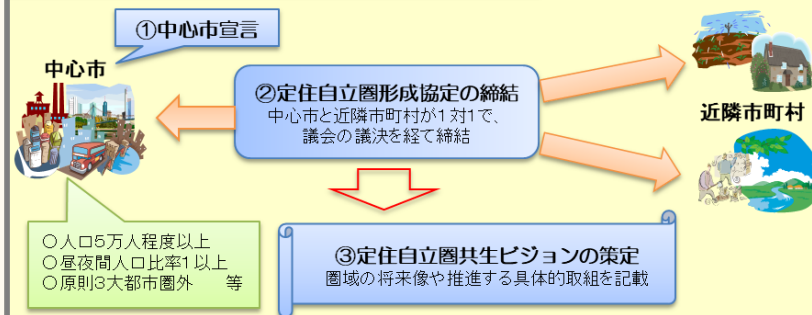 ①中心市宣言
中心市
②定住自立圏形成協定の締結
中心市と近隣市町村が1対1で、
議会の議決を経て締結
近隣市町村
○人口5万人程度以上
○昼夜間人口比率1以上
○原則3大都市圏外　等
③定住自立圏共生ビジョンの策定
圏域の将来像や推進する具体的取組を記載